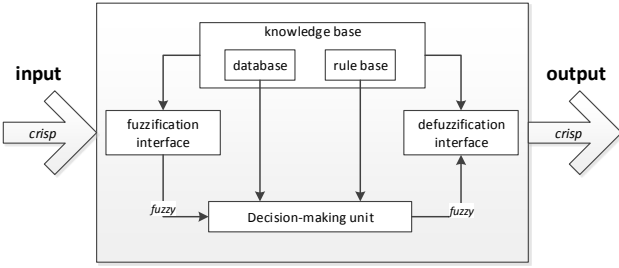 knowledge base
input
database
rule base
output
crisp
fuzzification
interface
defuzzification
interface
crisp
fuzzy
Decision-making unit
fuzzy